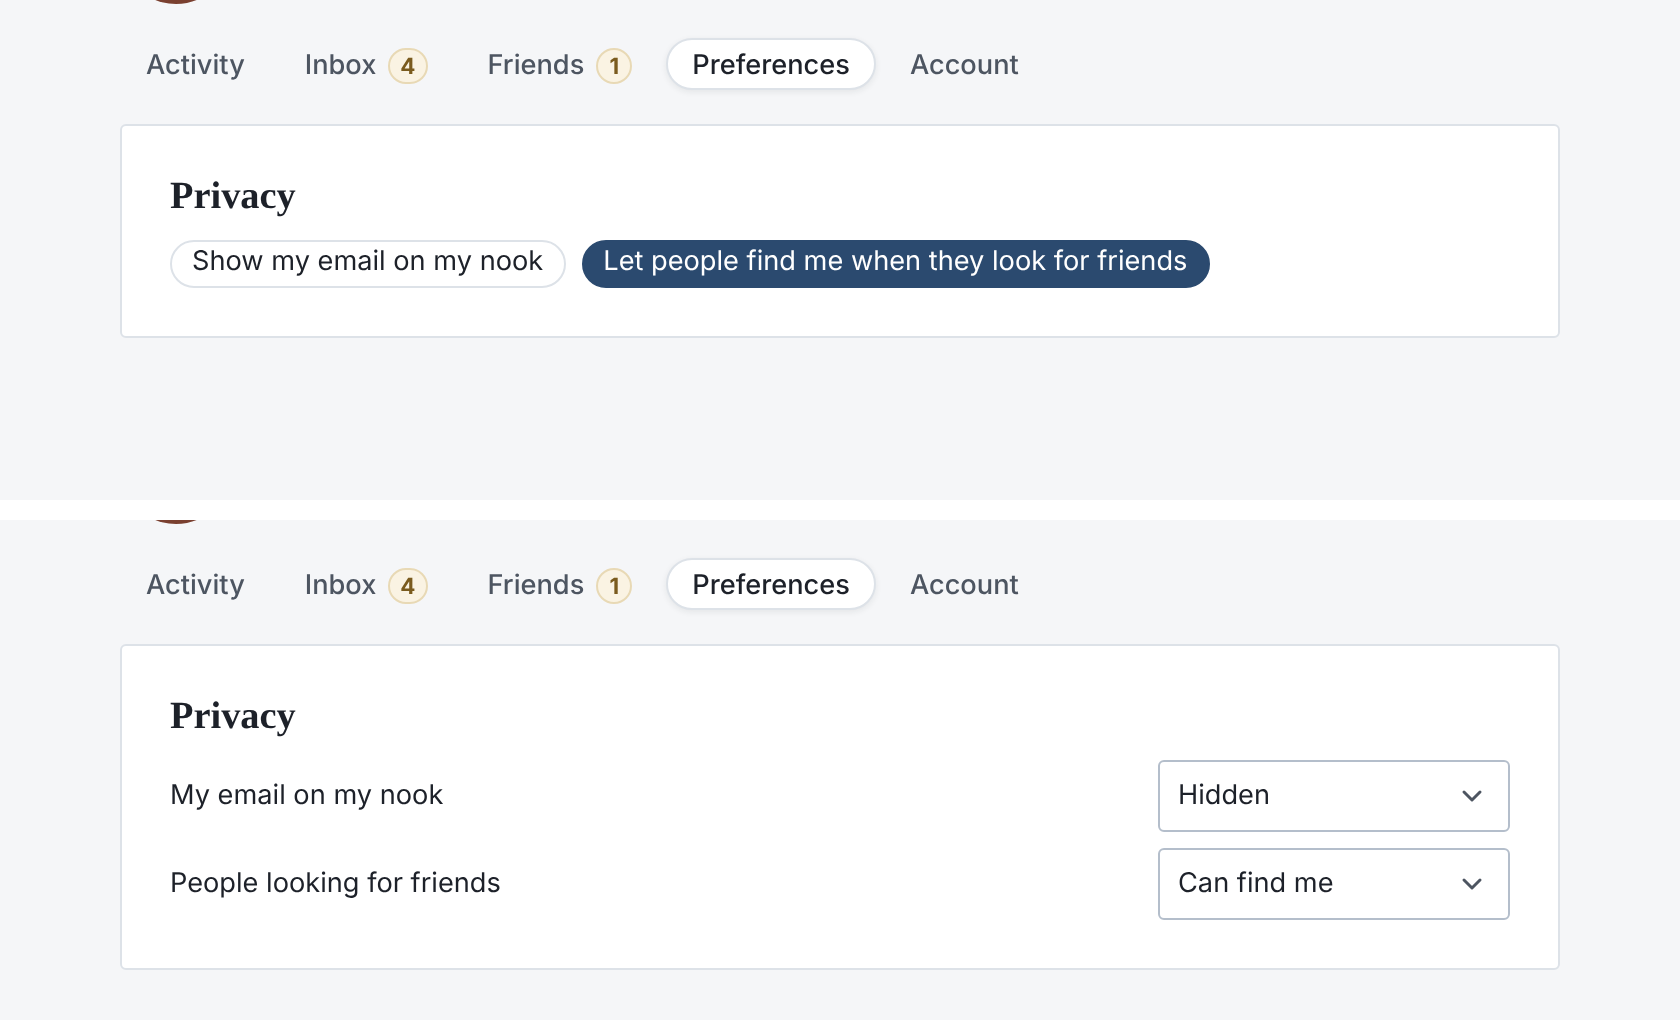 Activity Inbox 4 Friends 1 Preferences Account
Privacy
Show my email on my nook Let people find me when they look for friends
Activity Inbox 4 Friends 1 Preferences Account
Privacy
My email on my nook Hidden
People looking for friends Can find me